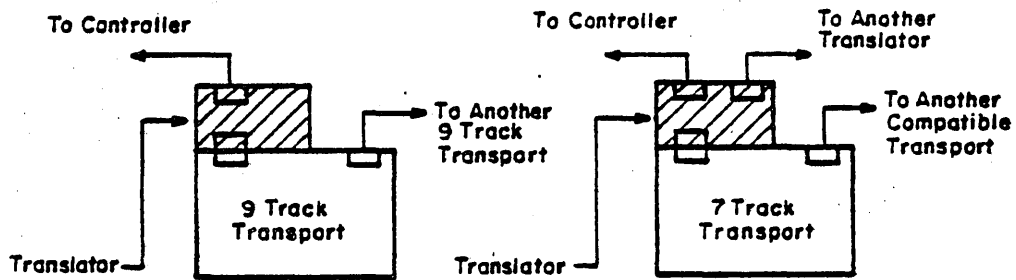 To Controller
To Another
9 Track
Transport
9 Track
Transport
Translator
To Controller
To Another
Translator
To Another
Compatible
Transport
7 Track
Transport
Translator